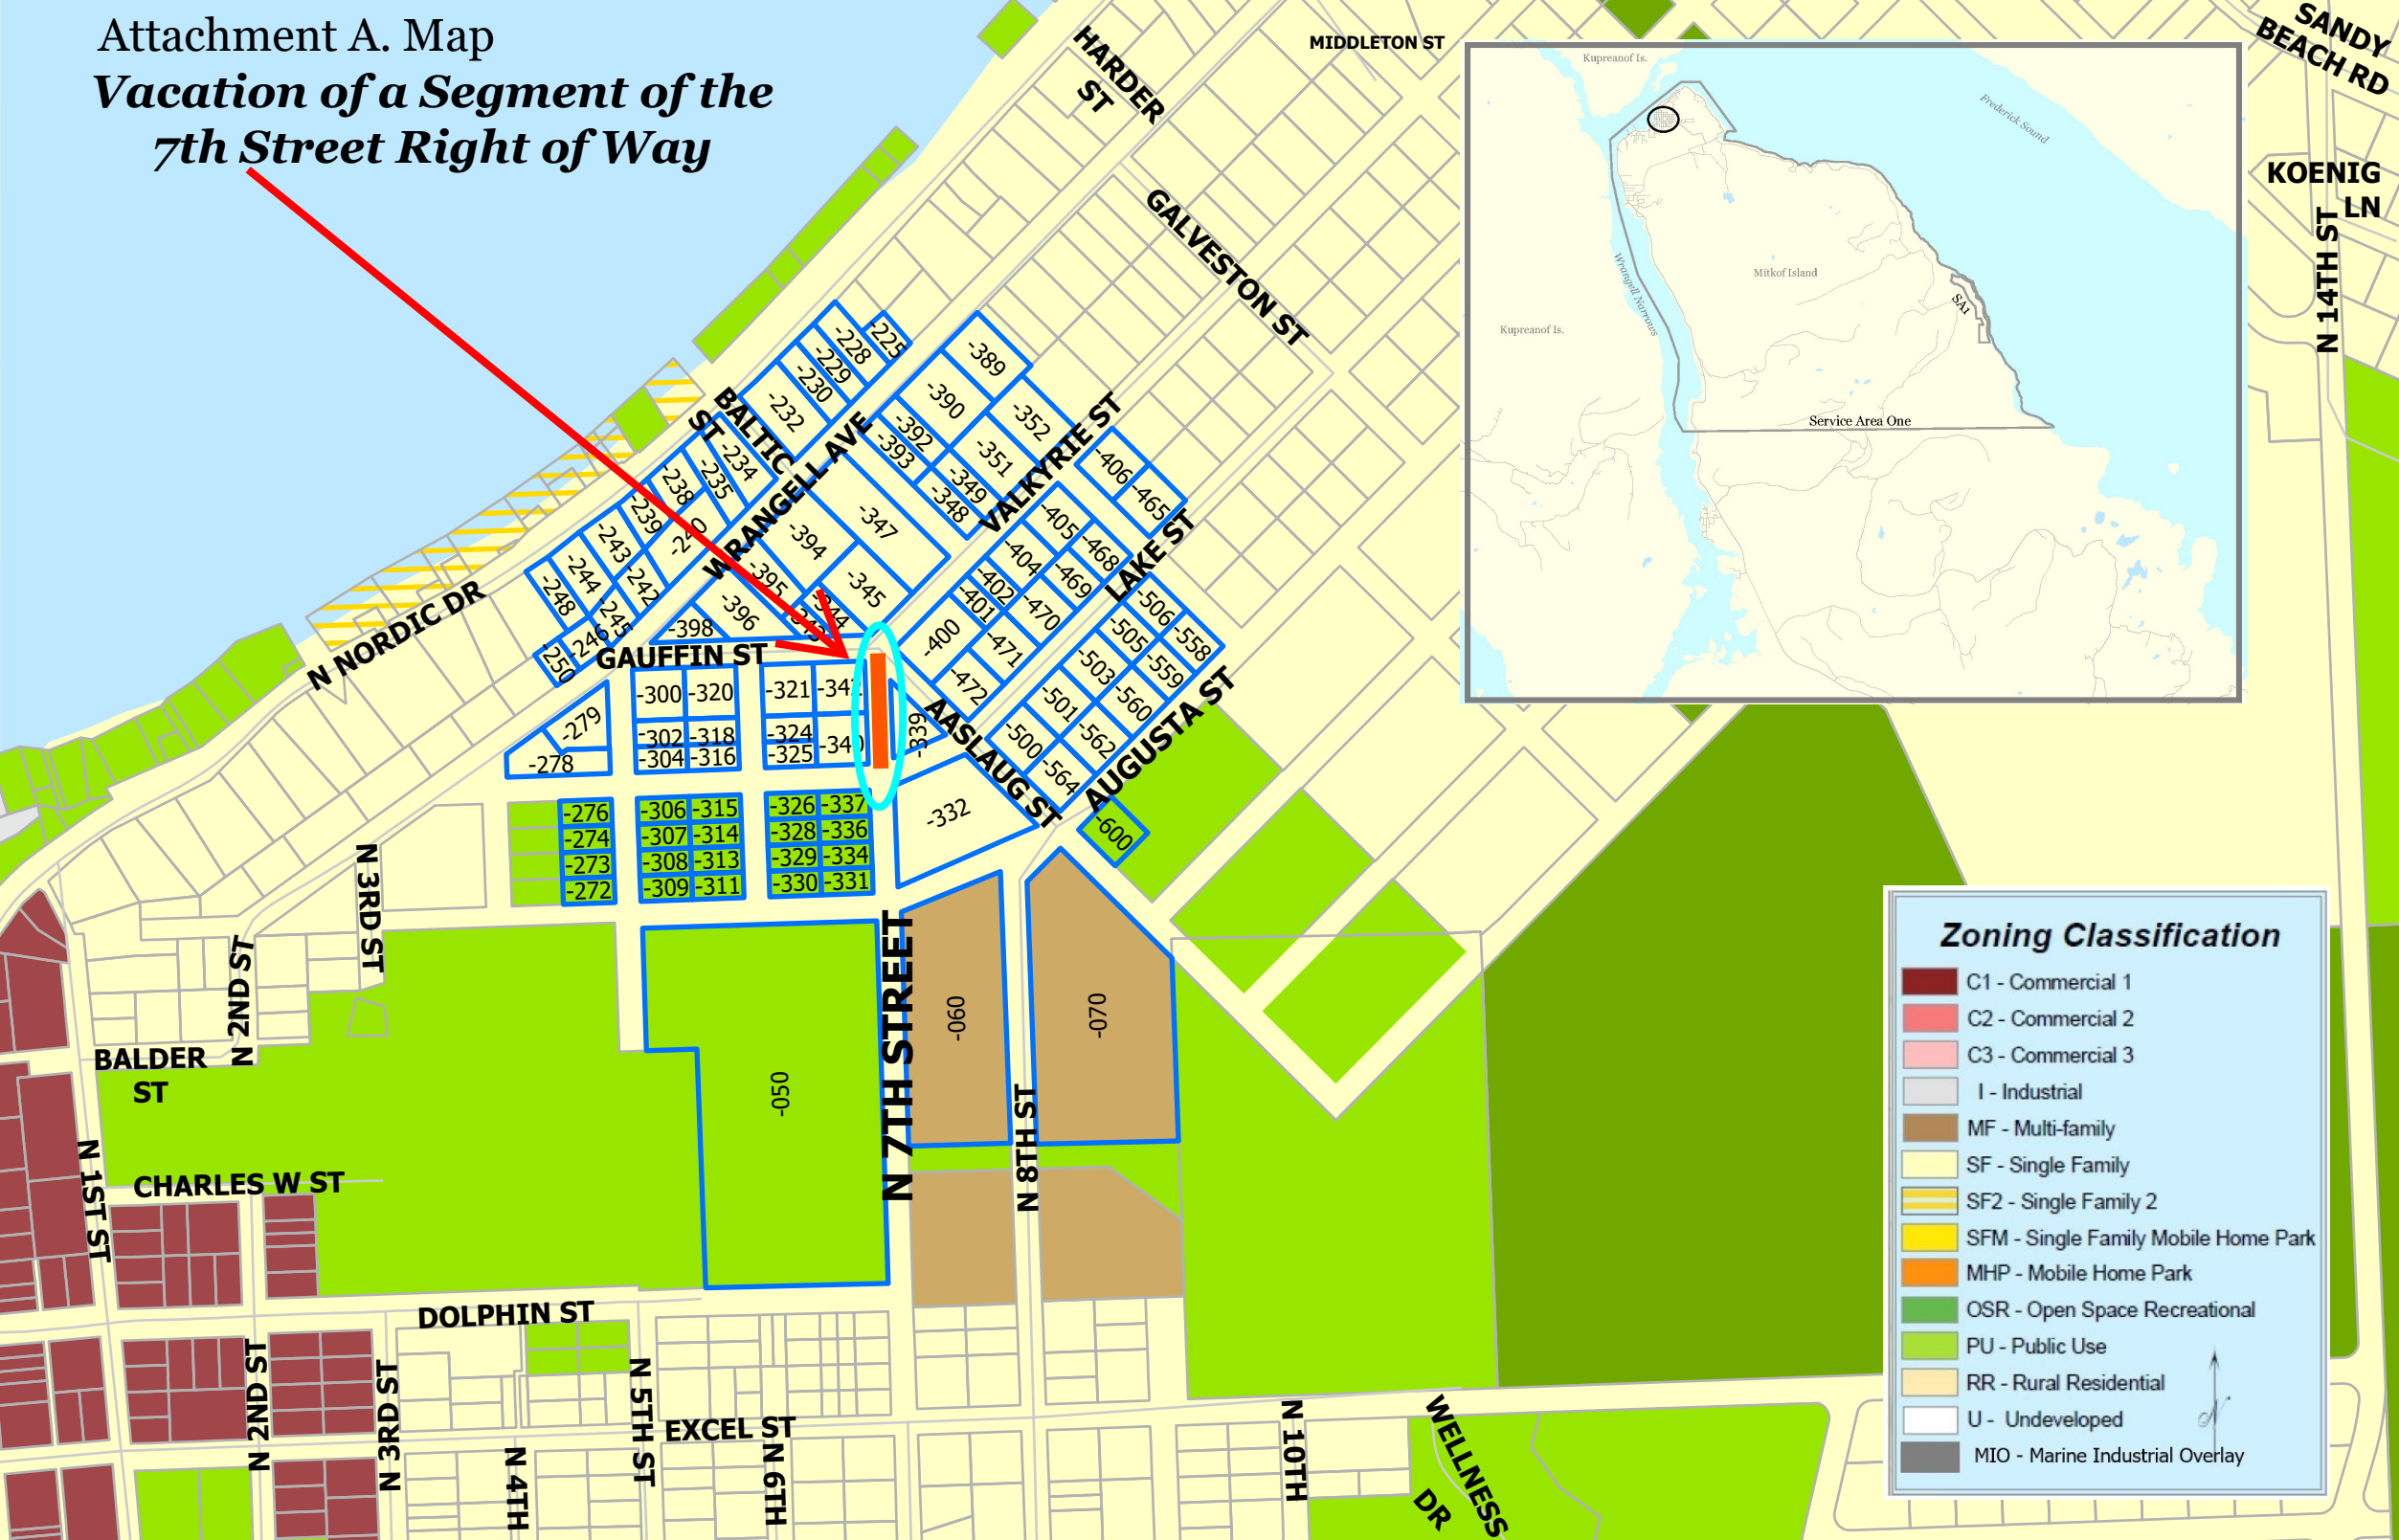 Attachment A. Map
Vacation of a Segment of the
7th Street Right of Way
HARDER
ST
MIDDLETON ST
SANDY
BEACH RD
KOENIG
LN
N 14TH ST
GALVESTON ST
Kupreanof Is.
Frederick Sound
Mitkof Island
Wrangell Narrows
Kupreanof Is.
SA1
Service Area One
-225
-228
-229
-230
-232
-389
-390
-352
-392
-393
-351
-349
-348
BALTIC
ST
-234
-235
-238
-239
-240
WRANGELL AVE
VALKYRIE ST
-406
-465
-347
-394
-395
-345
-396
-344
-343
-398
-243
-242
-244
-245
-248
-246
-250
-405
-468
-404
-469
-402
-401
-470
-400
-471
-472
LAKE ST
-506
-558
-505
-559
-503
-560
-501
-562
-500
-564
AUGUSTA ST
N NORDIC DR
GAUFFIN ST
-300
-320
-321
-342
-302
-318
-324
-304
-316
-325
-340
-339
AASLAUG ST
-279
-278
-332
-600
-276
-306
-315
-326
-337
-274
-307
-314
-328
-336
-273
-308
-313
-329
-334
-272
-309
-311
-330
-331
N 3RD ST
N 2ND ST
BALDER
ST
N 1ST ST
CHARLES W ST
-050
N 7TH STREET
-060
-070
N 8TH ST
DOLPHIN ST
N 2ND ST
N 3RD ST
N 4TH
N 5TH ST
EXCEL ST
N 6TH
N 10TH
WELLNESS
DR
Zoning Classification
C1 - Commercial 1
C2 - Commercial 2
C3 - Commercial 3
I - Industrial
MF - Multi-family
SF - Single Family
SF2 - Single Family 2
SFM - Single Family Mobile Home Park
MHP - Mobile Home Park
OSR - Open Space Recreational
PU - Public Use
RR - Rural Residential
U - Undeveloped
MIO - Marine Industrial Overlay
N